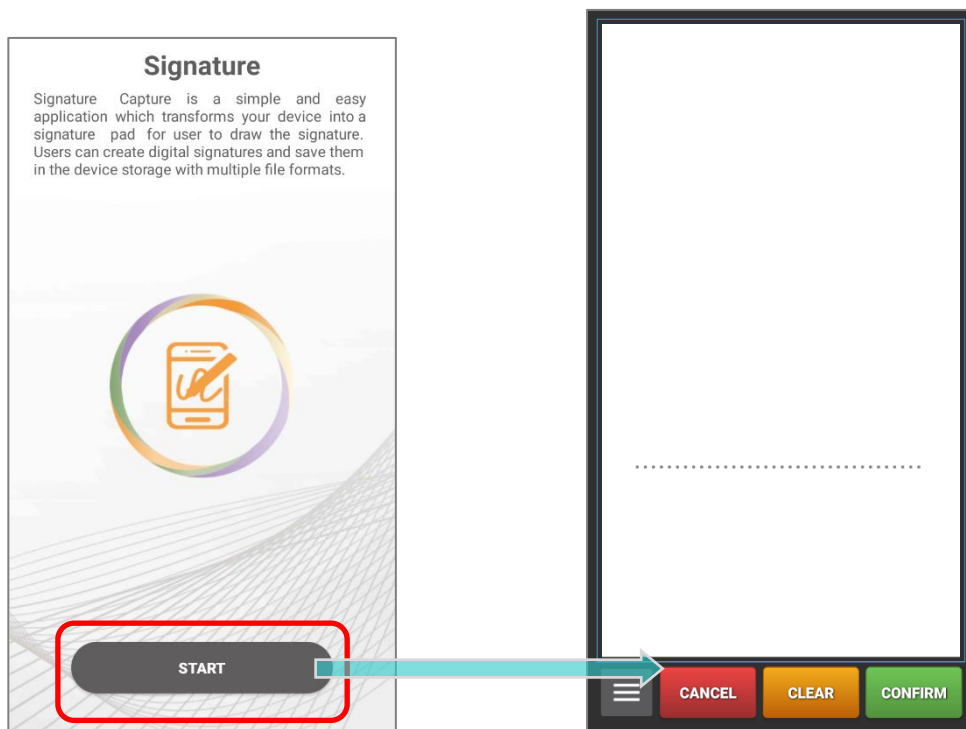 Signature
Signature Capture is a simple and easy
application which transforms your device into a
signature pad for user to draw the signature.
Users can create digital signatures and save them
in the device storage with multiple file formats.
START
CANCEL
CLEAR
CONFIRM